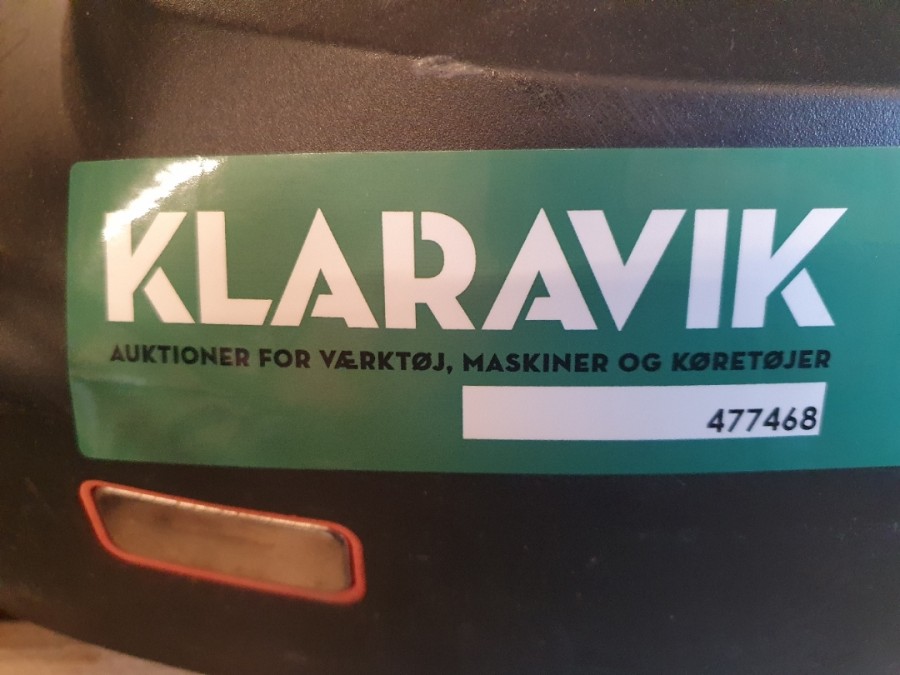 KLARAVIK
AUKTIONER FOR VÆRKTØJ, MASKINER OG KØRETØJER
477468